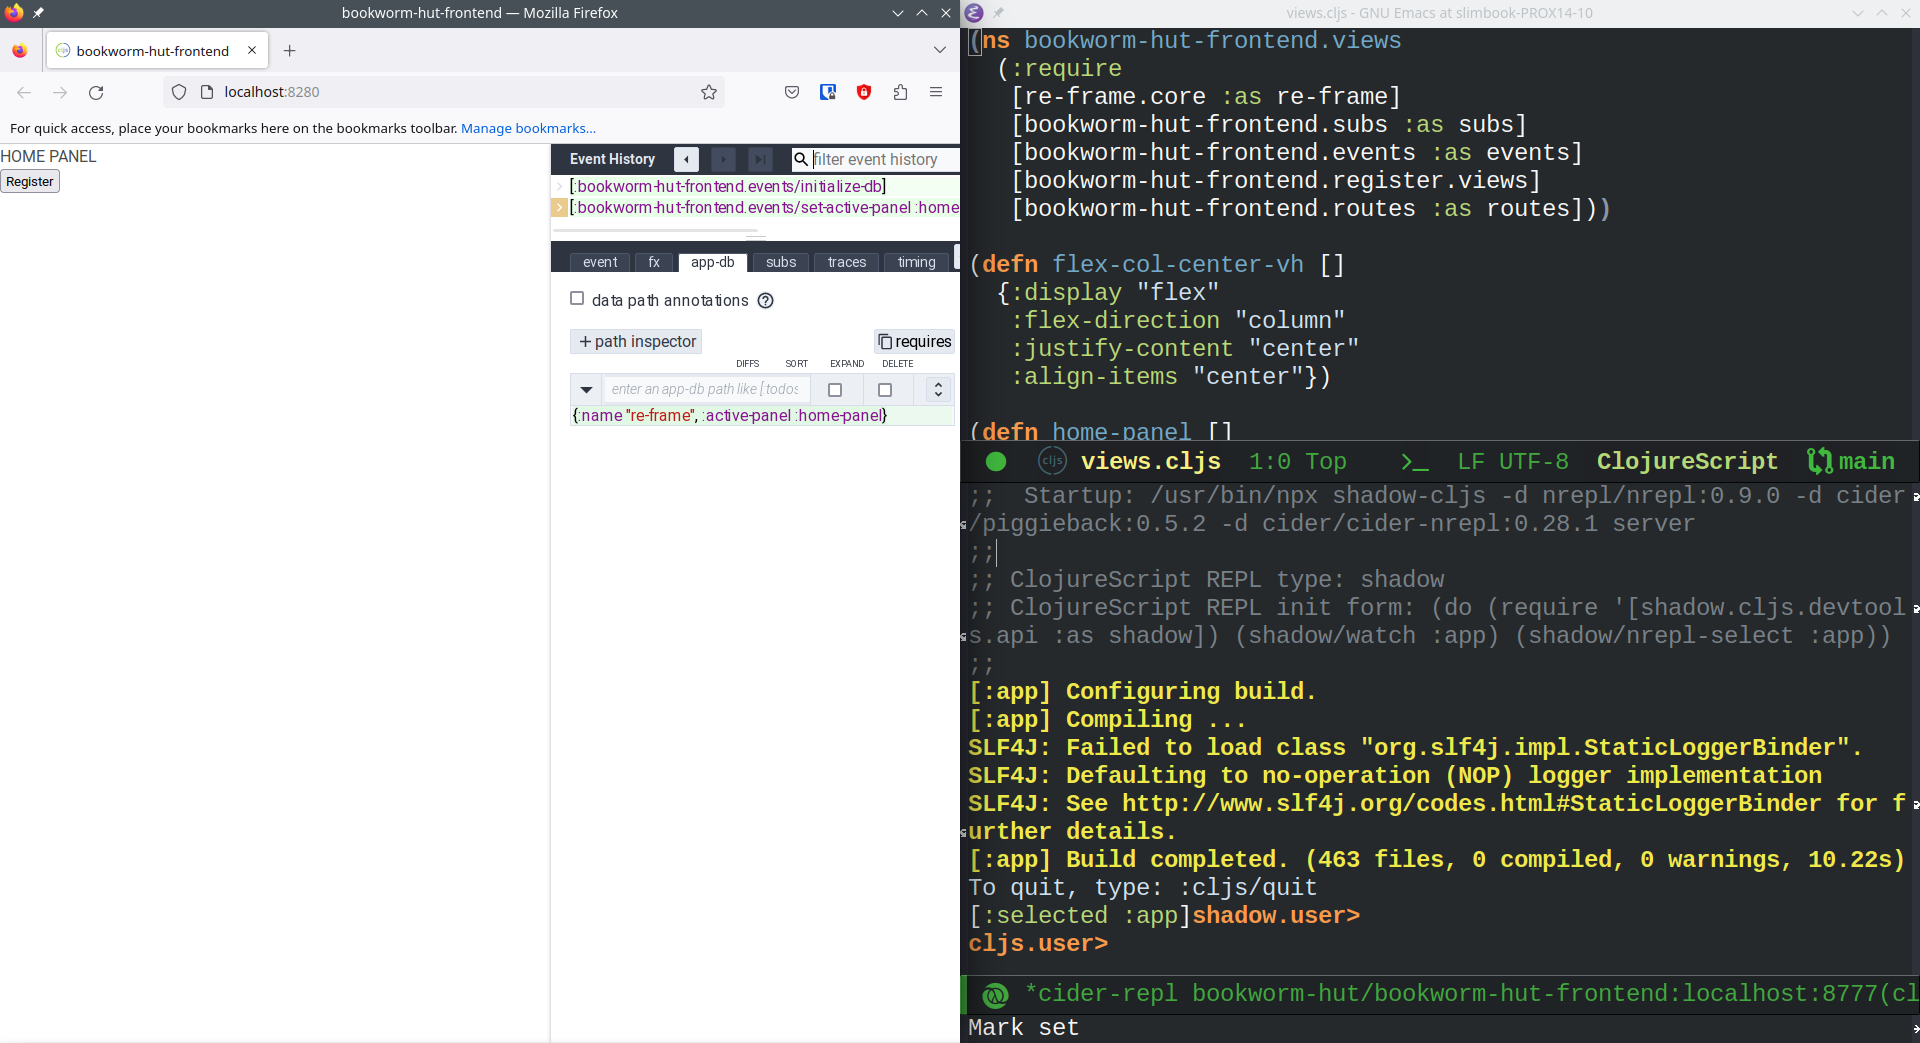 bookworm-hut-frontend — Mozilla Firefox
bookworm-hut-frontend
localhost:8280
For quick access, place your bookmarks here on the bookmarks toolbar. Manage bookmarks...
HOME PANEL
Register
Event History
filter event history
[:bookworm-hut-frontend.events/initialize-db]
[:bookworm-hut-frontend.events/set-active-panel :home
event fx app-db subs traces timing
data path annotations
+ path inspector
requires
DIFFS SORT EXPAND DELETE
enter an app-db path like [:todos
{:name "re-frame", :active-panel :home-panel}
views.cljs - GNU Emacs at slimbook-PROX14-10
(ns bookworm-hut-frontend.views
(:require
[re-frame.core :as re-frame]
[bookworm-hut-frontend.subs :as subs]
[bookworm-hut-frontend.events :as events]
[bookworm-hut-frontend.register.views]
[bookworm-hut-frontend.routes :as routes]))
(defn flex-col-center-vh []
{:display "flex"
:flex-direction "column"
:justify-content "center"
:align-items "center"})
(defn home-panel []
cljs views.cljs 1:0 Top >_ LF UTF-8 ClojureScript main
;;  Startup: /usr/bin/npx shadow-cljs -d nrepl/nrepl:0.9.0 -d cider
/piggieback:0.5.2 -d cider/cider-nrepl:0.28.1 server
;;
;; ClojureScript REPL type: shadow
;; ClojureScript REPL init form: (do (require '[shadow.cljs.devtool
s.api :as shadow]) (shadow/watch :app) (shadow/nrepl-select :app))
;;
[:app] Configuring build.
[:app] Compiling ...
SLF4J: Failed to load class "org.slf4j.impl.StaticLoggerBinder".
SLF4J: Defaulting to no-operation (NOP) logger implementation
SLF4J: See http://www.slf4j.org/codes.html#StaticLoggerBinder for f
urther details.
[:app] Build completed. (463 files, 0 compiled, 0 warnings, 10.22s)
To quit, type: :cljs/quit
[:selected :app]shadow.user>
cljs.user>
*cider-repl bookworm-hut/bookworm-hut-frontend:localhost:8777(cl
Mark set